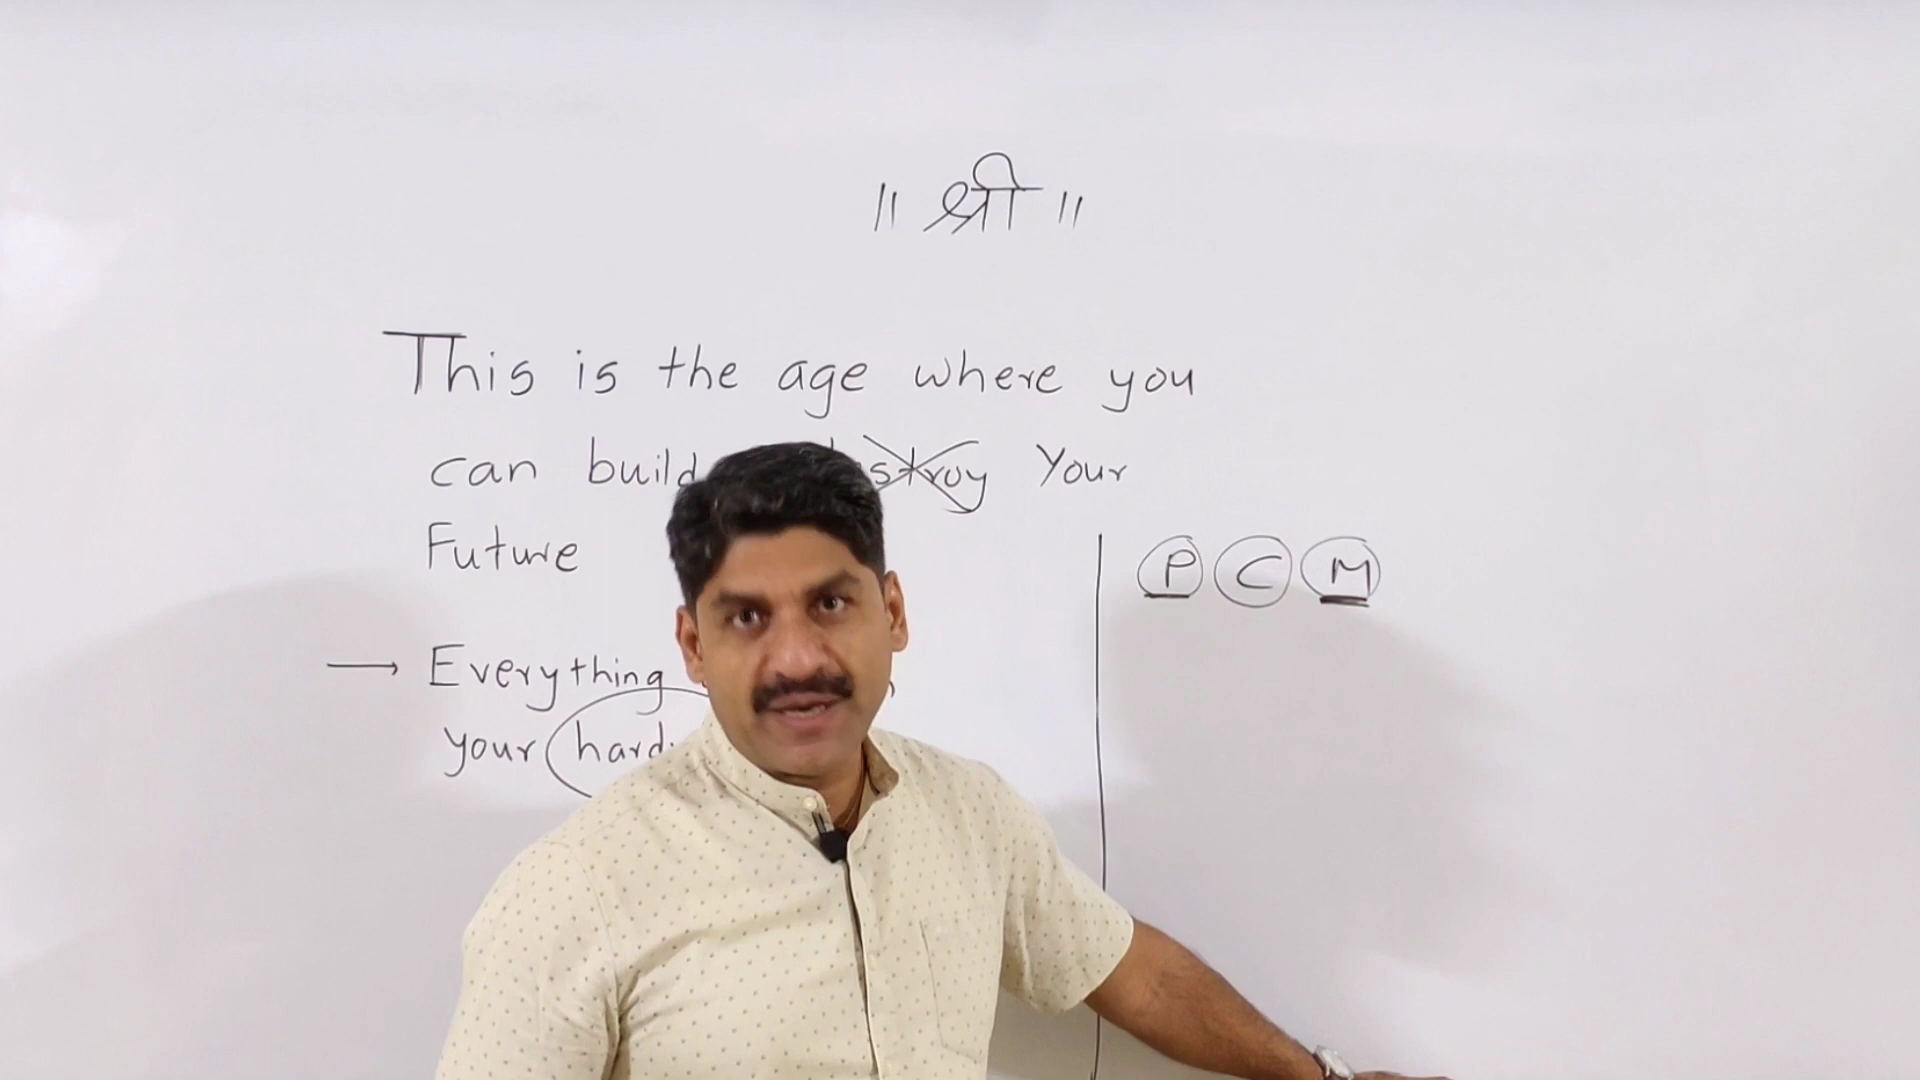 ॥ श्री ॥
This is the age where you
can build destroy Your
Future
P C M
Everything
your hard